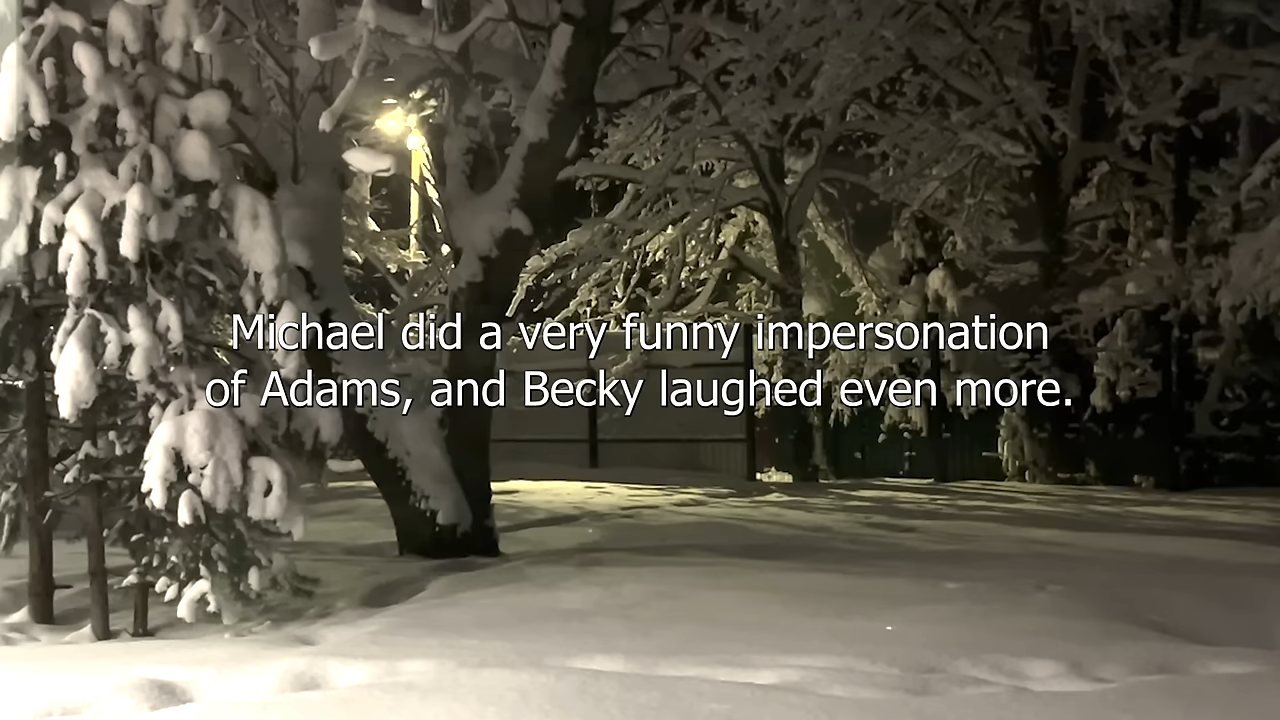 Michael did a very funny impersonation
of Adams, and Becky laughed even more.